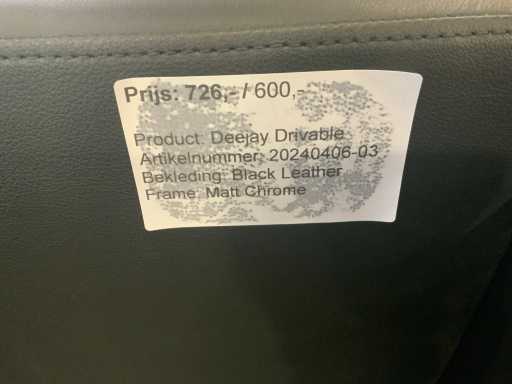 Prijs: 726,- / 600,-
Product: Deejay Drivable
Artikelnummer: 20240406-03
Bekleding: Black Leather
Frame: Matt Chrome